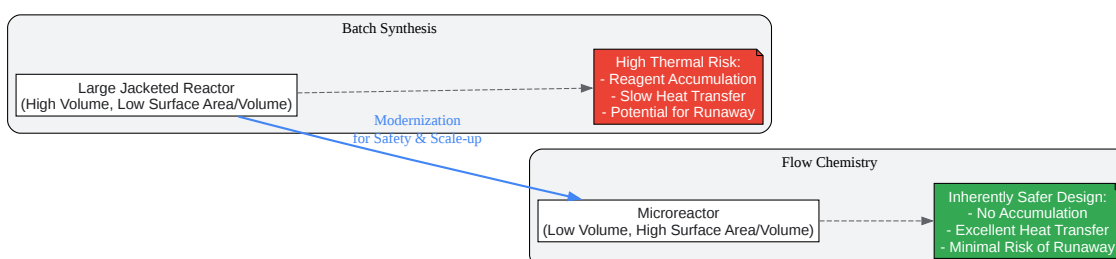 Batch Synthesis
Large Jacketed Reactor
(High Volume, Low Surface Area/Volume)
High Thermal Risk:
- Reagent Accumulation
- Slow Heat Transfer
- Potential for Runaway
Modernization
for Safety & Scale-up
Flow Chemistry
Microreactor
(Low Volume, High Surface Area/Volume)
Inherently Safer Design:
- No Accumulation
- Excellent Heat Transfer
- Minimal Risk of Runaway